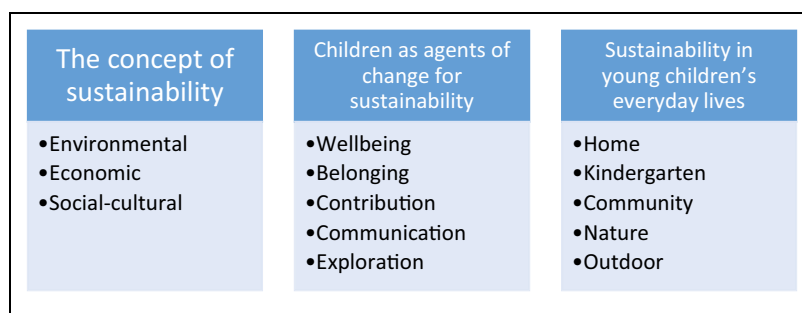 The concept of
sustainability
•Environmental
•Economic
•Social-cultural
Children as agents of
change for
sustainability
•Wellbeing
•Belonging
•Contribution
•Communication
•Exploration
Sustainability in
young children's
everyday lives
•Home
•Kindergarten
•Community
•Nature
•Outdoor